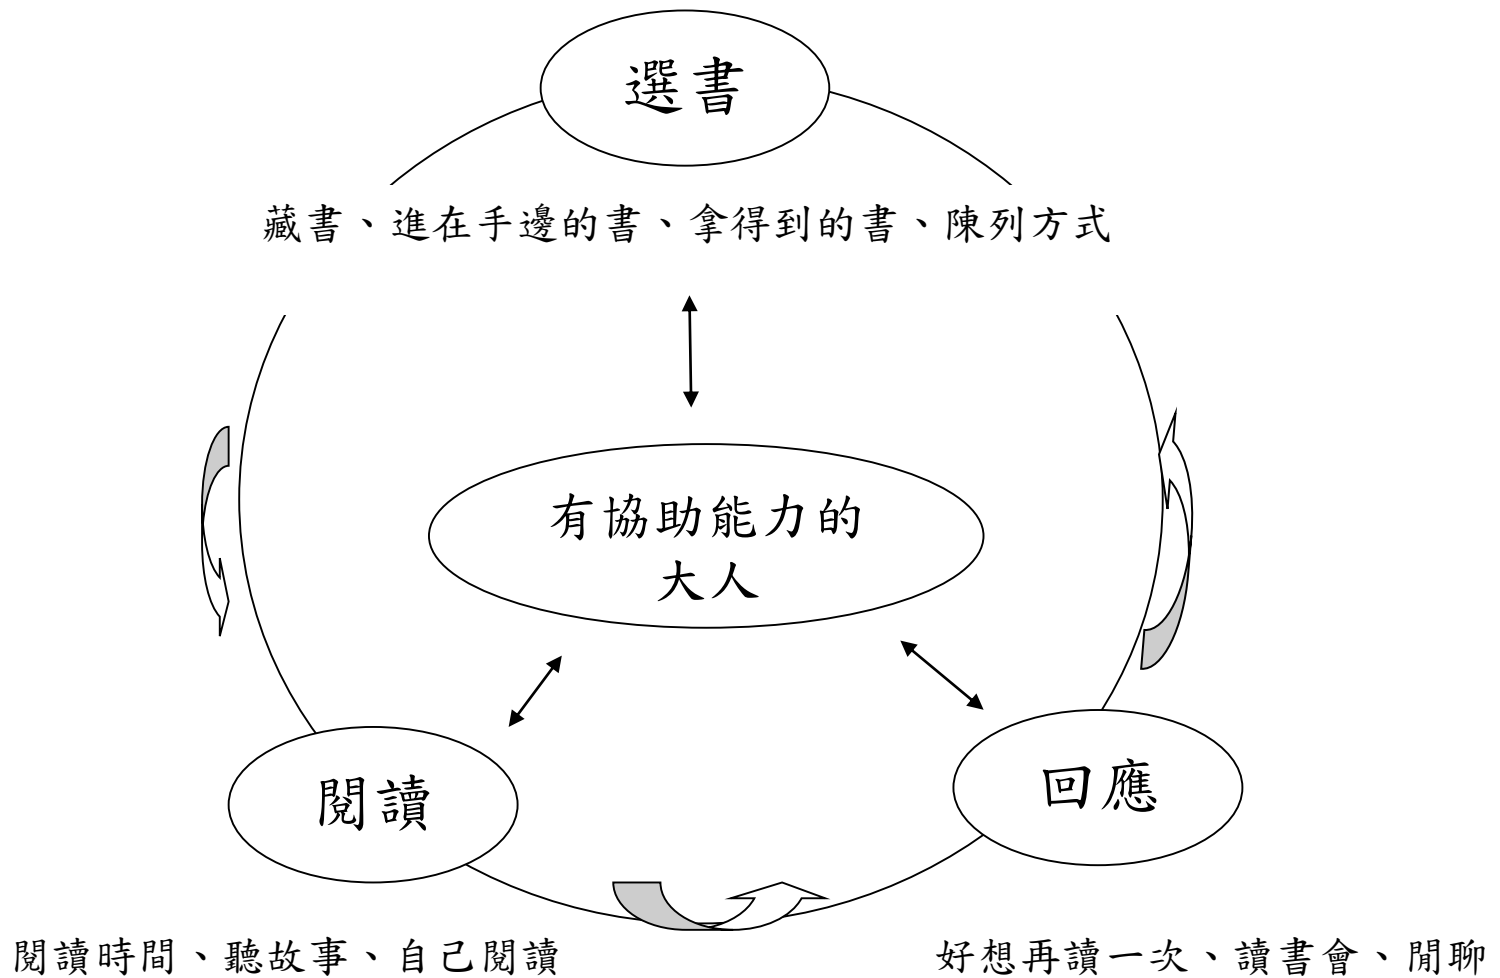 選書
藏書、進在手邊的書、拿得到的書、陳列方式
有協助能力的
大人
閱讀
回應
閱讀時間、聽故事、自己閱讀
好想再讀一次、讀書會、閒聊